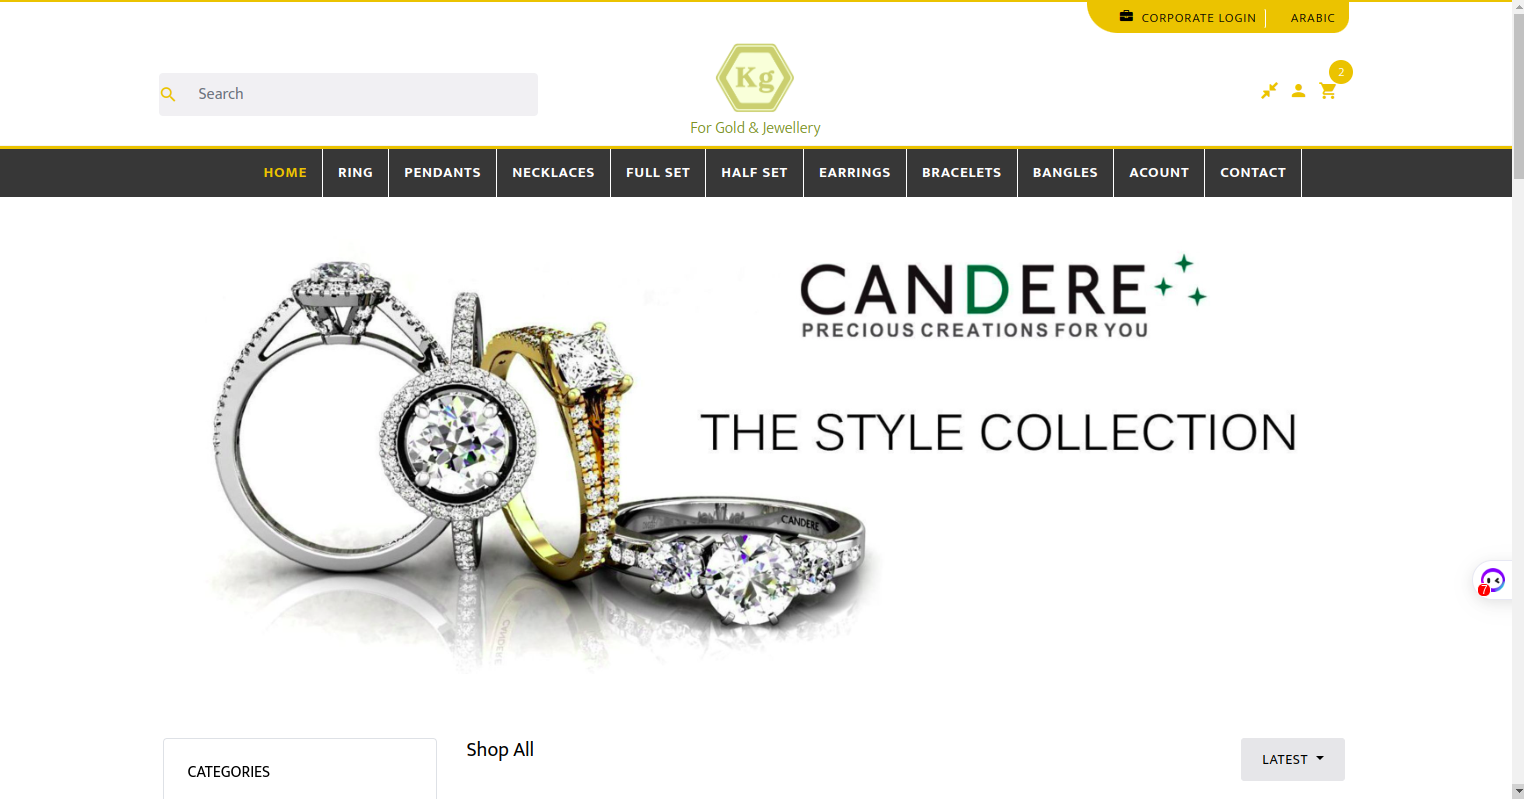 CORPORATE LOGIN
ARABIC
Search
Kg
For Gold & Jewellery
2
HOME RING PENDANTS NECKLACES FULL SET HALF SET EARRINGS BRACELETS BANGLES ACOUNT CONTACT
CANDERE
PRECIOUS CREATIONS FOR YOU
THE STYLE COLLECTION
CANDERE
CANDERE
7
CATEGORIES
Shop All
LATEST